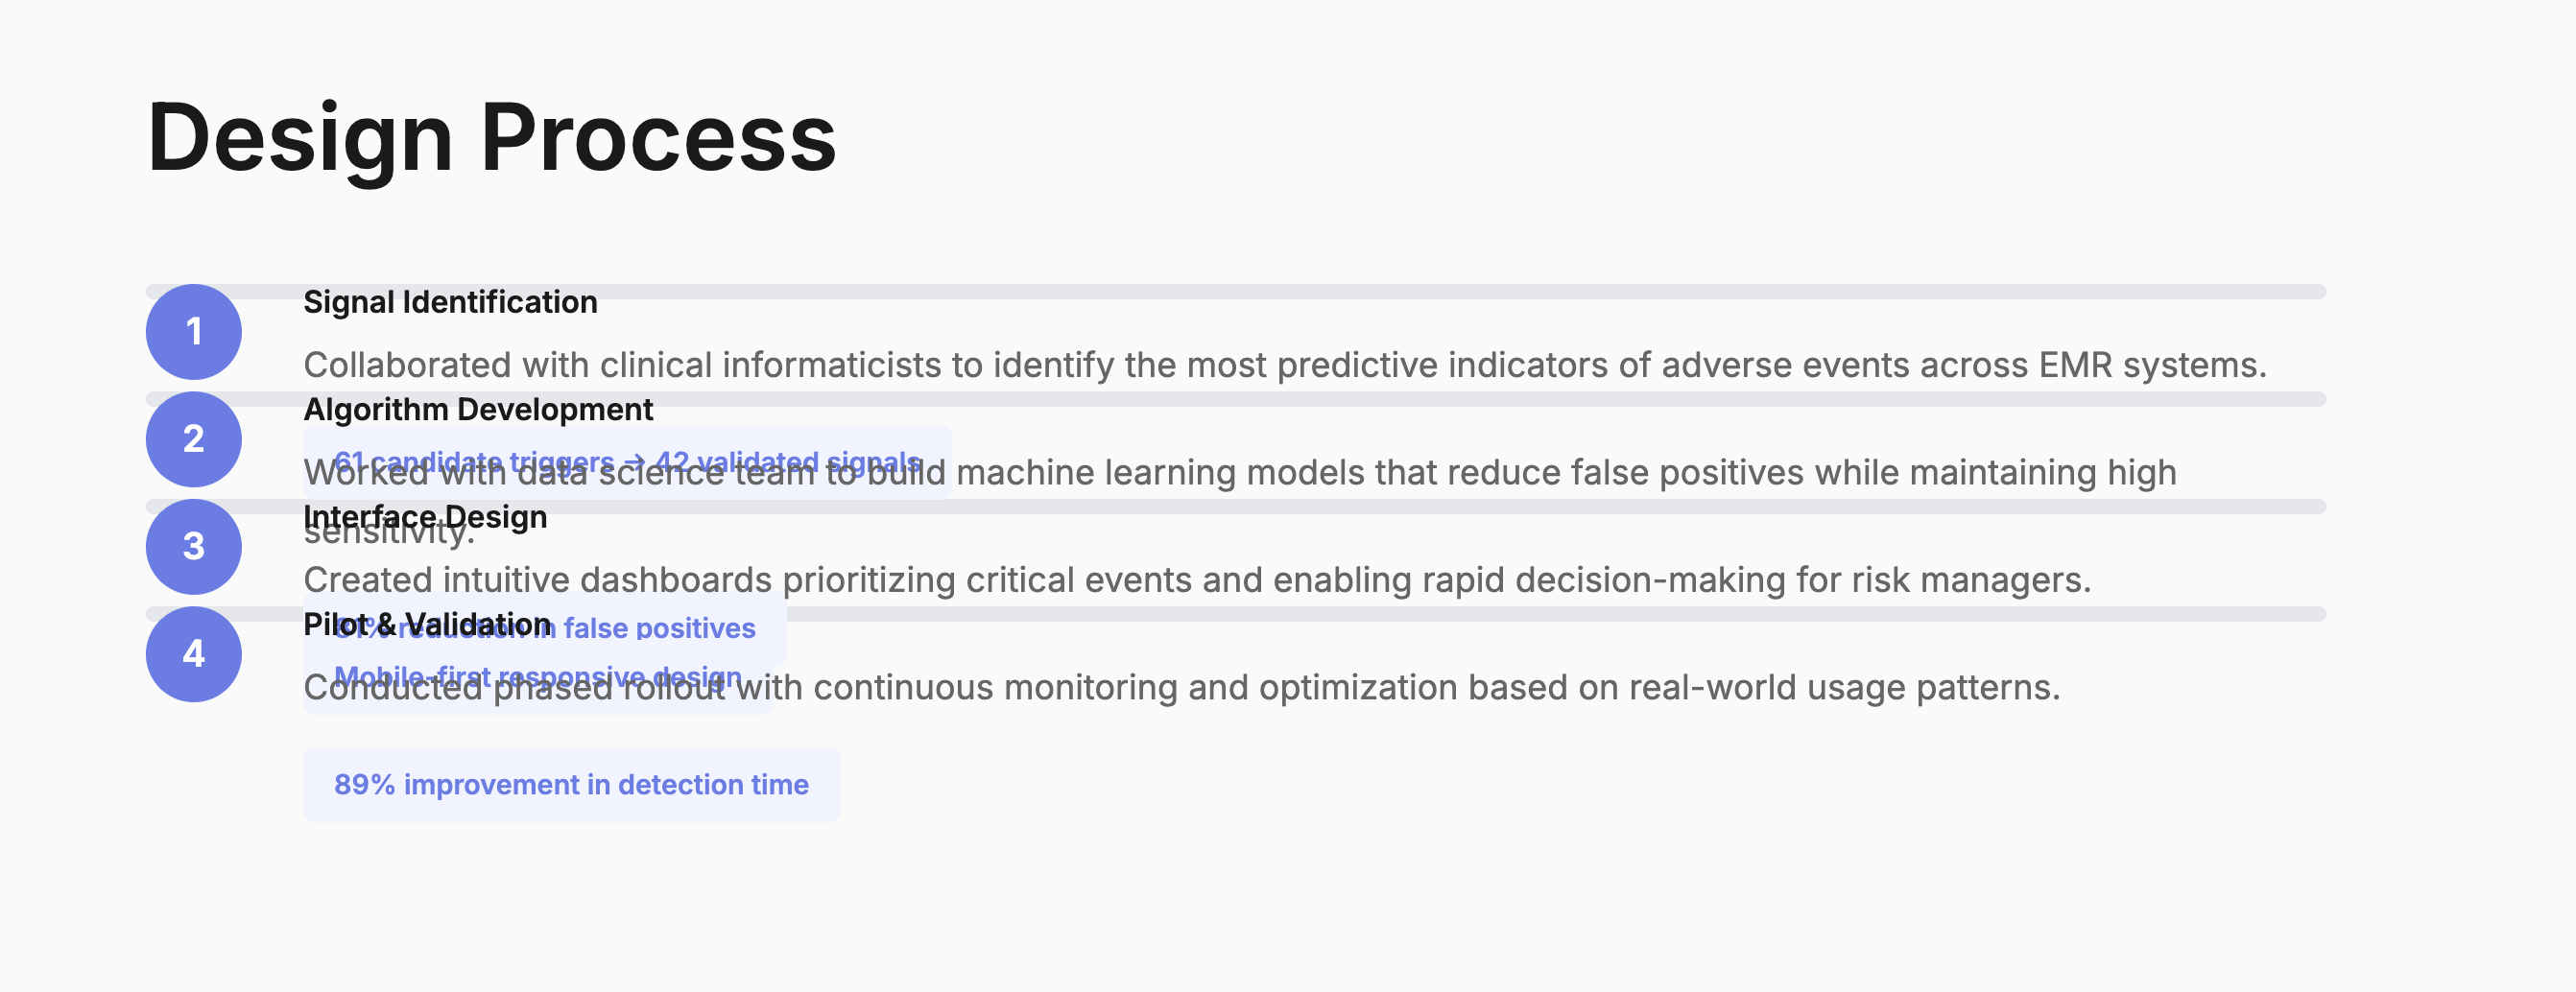 Design Process
1
Signal Identification
Collaborated with clinical informaticists to identify the most predictive indicators of adverse events across EMR systems.
61 candidate triggers → 42 validated signals
2
Algorithm Development
Worked with data science team to build machine learning models that reduce false positives while maintaining high
sensitivity.
reduction in false positives
3
Interface Design
Created intuitive dashboards prioritizing critical events and enabling rapid decision-making for risk managers.
Mobile-first responsive design
4
Pilot & Validation
Conducted phased rollout with continuous monitoring and optimization based on real-world usage patterns.
89% improvement in detection time